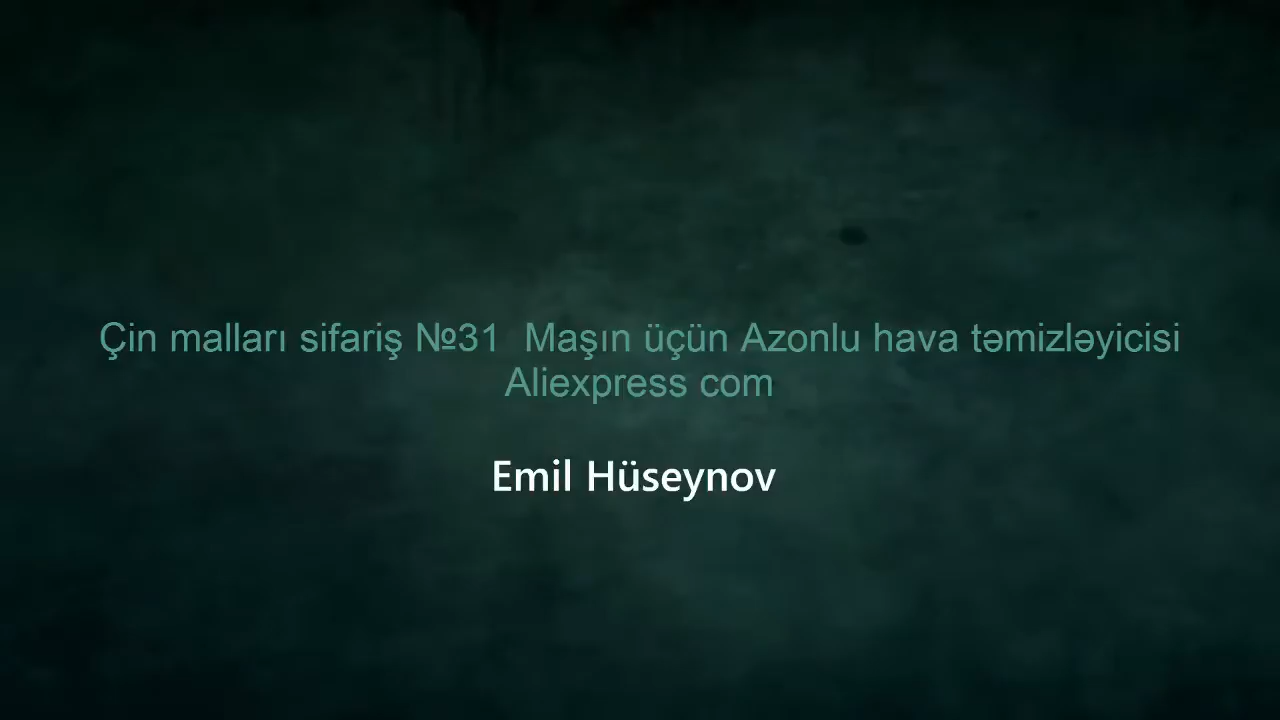 Çin malları sifariş №31  Maşın üçün Azonlu hava təmizləyicisi
Aliexpress com
Emil Hüseynov